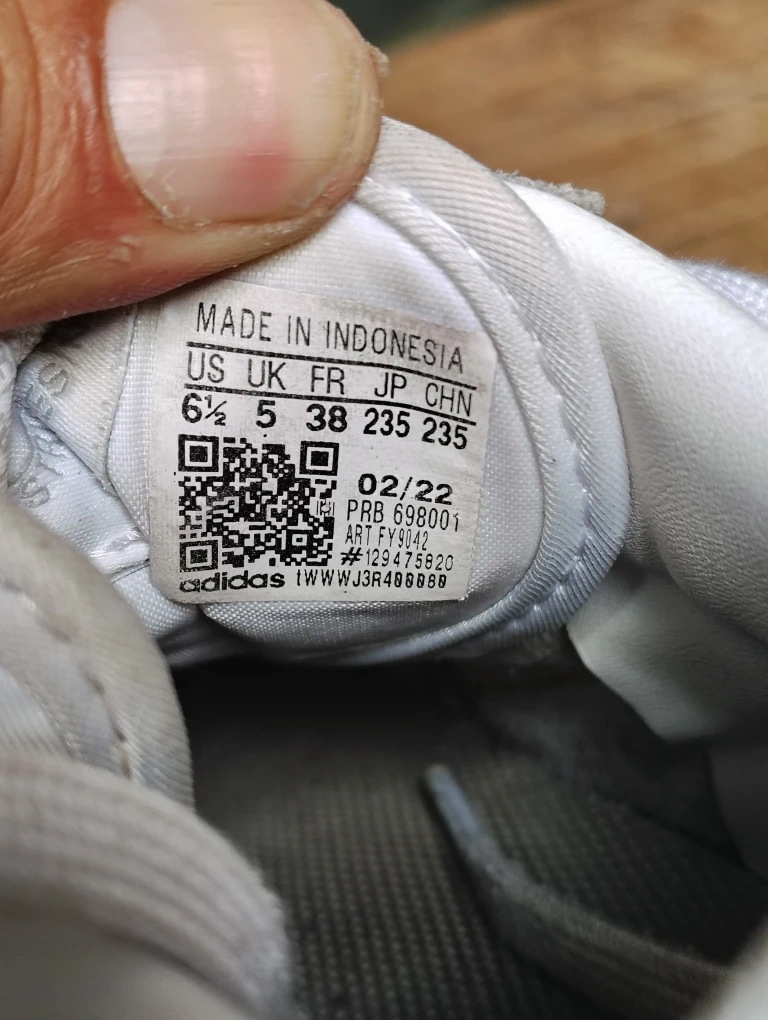 MADE IN INDONESIA
US UK FR JP CHN
6½ 5 38 235 235
02/22
PRB 698001
ART FY9042
#129475820
adidas tWWWJ3R400080